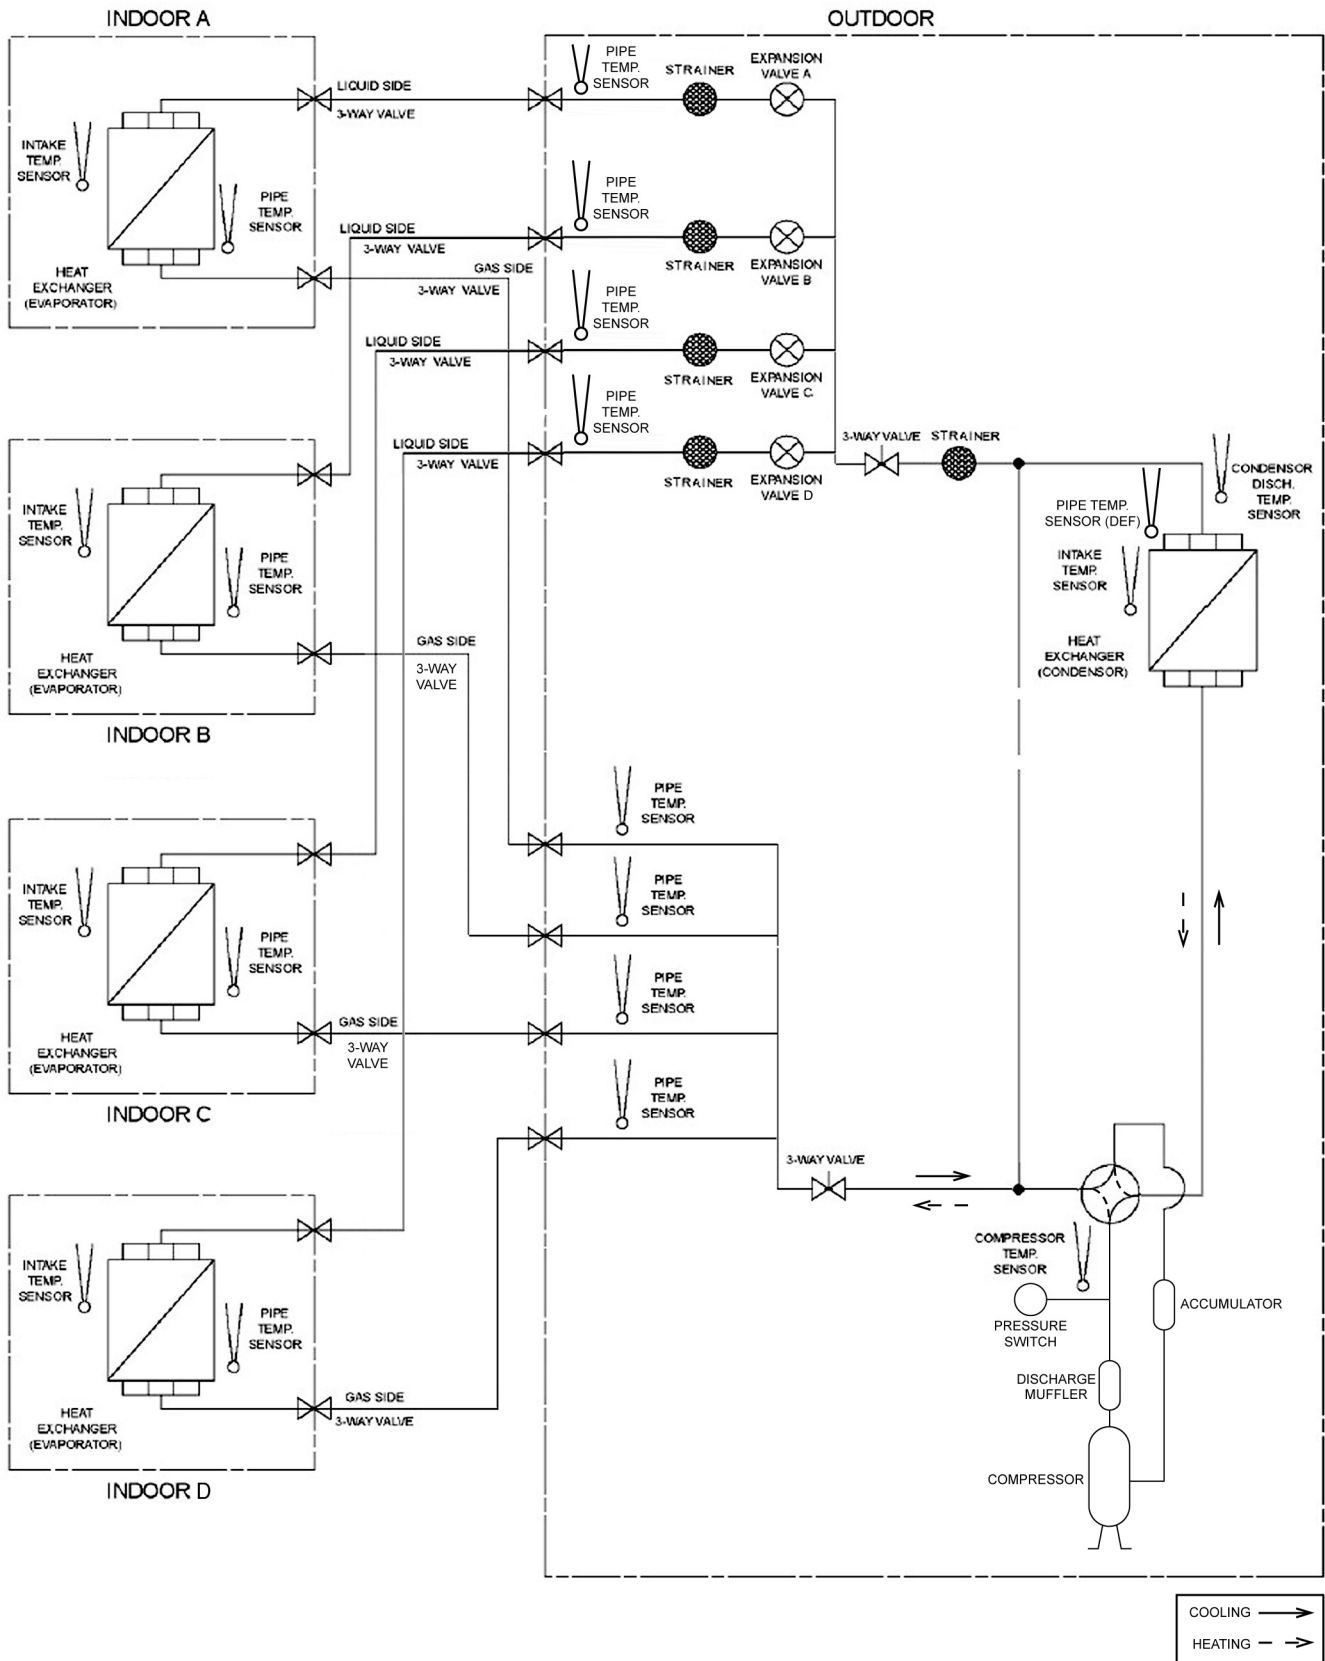 INDOOR A
OUTDOOR
LIQUID SIDE
3-WAY VALVE
PIPE
TEMP.
SENSOR
STRAINER
EXPANSION
VALVE A
INTAKE
TEMP.
SENSOR
PIPE
TEMP.
SENSOR
HEAT
EXCHANGER
(EVAPORATOR)
LIQUID SIDE
3-WAY VALVE
PIPE
TEMP.
SENSOR
STRAINER
EXPANSION
VALVE B
GAS SIDE
3-WAY VALVE
LIQUID SIDE
3-WAY VALVE
PIPE
TEMP.
SENSOR
STRAINER
EXPANSION
VALVE C
LIQUID SIDE
3-WAY VALVE
PIPE
TEMP.
SENSOR
STRAINER
EXPANSION
VALVE D
3-WAY VALVE
STRAINER
CONDENSOR
DISCH.
TEMP.
SENSOR
PIPE TEMP.
SENSOR (DEF)
INTAKE
TEMP.
SENSOR
HEAT
EXCHANGER
(CONDENSOR)
INTAKE
TEMP.
SENSOR
PIPE
TEMP.
SENSOR
HEAT
EXCHANGER
(EVAPORATOR)
GAS SIDE
3-WAY
VALVE
INDOOR B
PIPE
TEMP.
SENSOR
PIPE
TEMP.
SENSOR
PIPE
TEMP.
SENSOR
PIPE
TEMP.
SENSOR
INTAKE
TEMP.
SENSOR
PIPE
TEMP.
SENSOR
HEAT
EXCHANGER
(EVAPORATOR)
GAS SIDE
3-WAY
VALVE
INDOOR C
3-WAY VALVE
COMPRESSOR
TEMP.
SENSOR
PRESSURE
SWITCH
ACCUMULATOR
DISCHARGE
MUFFLER
COMPRESSOR
INTAKE
TEMP.
SENSOR
PIPE
TEMP.
SENSOR
HEAT
EXCHANGER
(EVAPORATOR)
GAS SIDE
3-WAY VALVE
INDOOR D
COOLING
HEATING